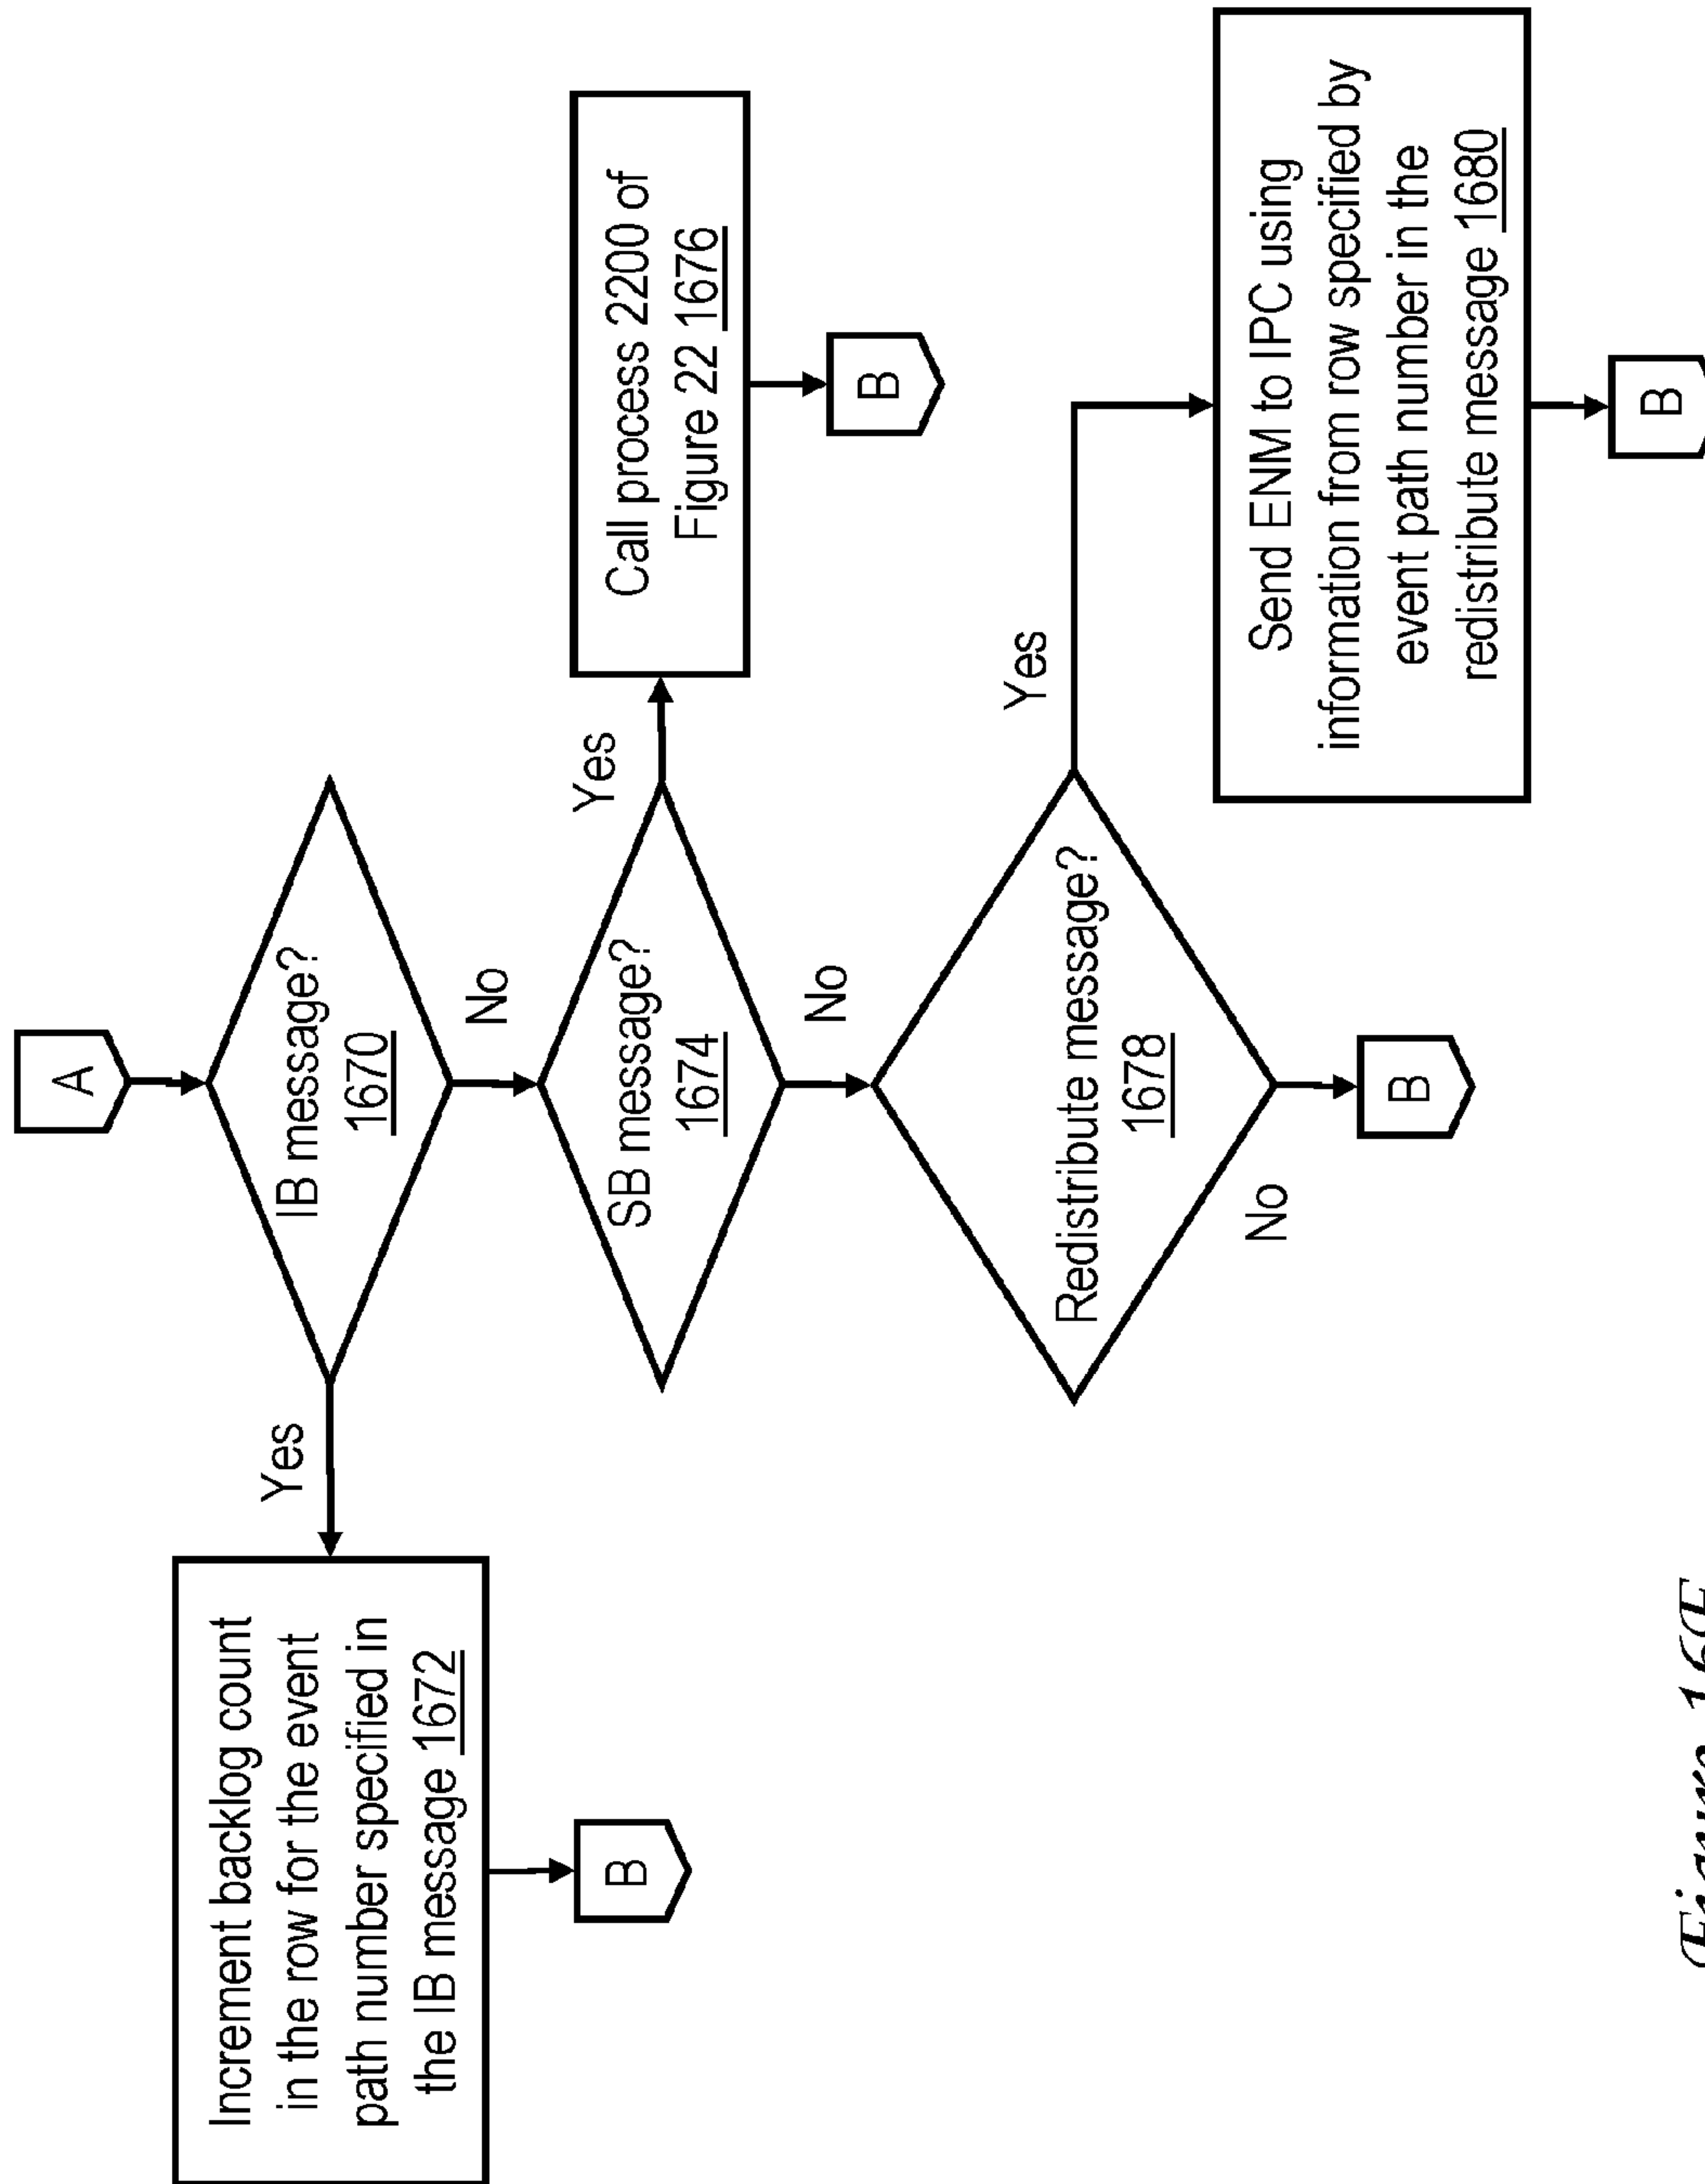 A
IB message?
1670
Yes
Increment backlog count
in the row for the event
path number specified in
the IB message 1672
B
No
SB message?
1674
Yes
Call process 2200 of
Figure 22 1676
B
No
Redistribute message?
1678
Yes
Send ENM to IPC using
information from row specified by
event path number in the
redistribute message 1680
B
No
B
Figure